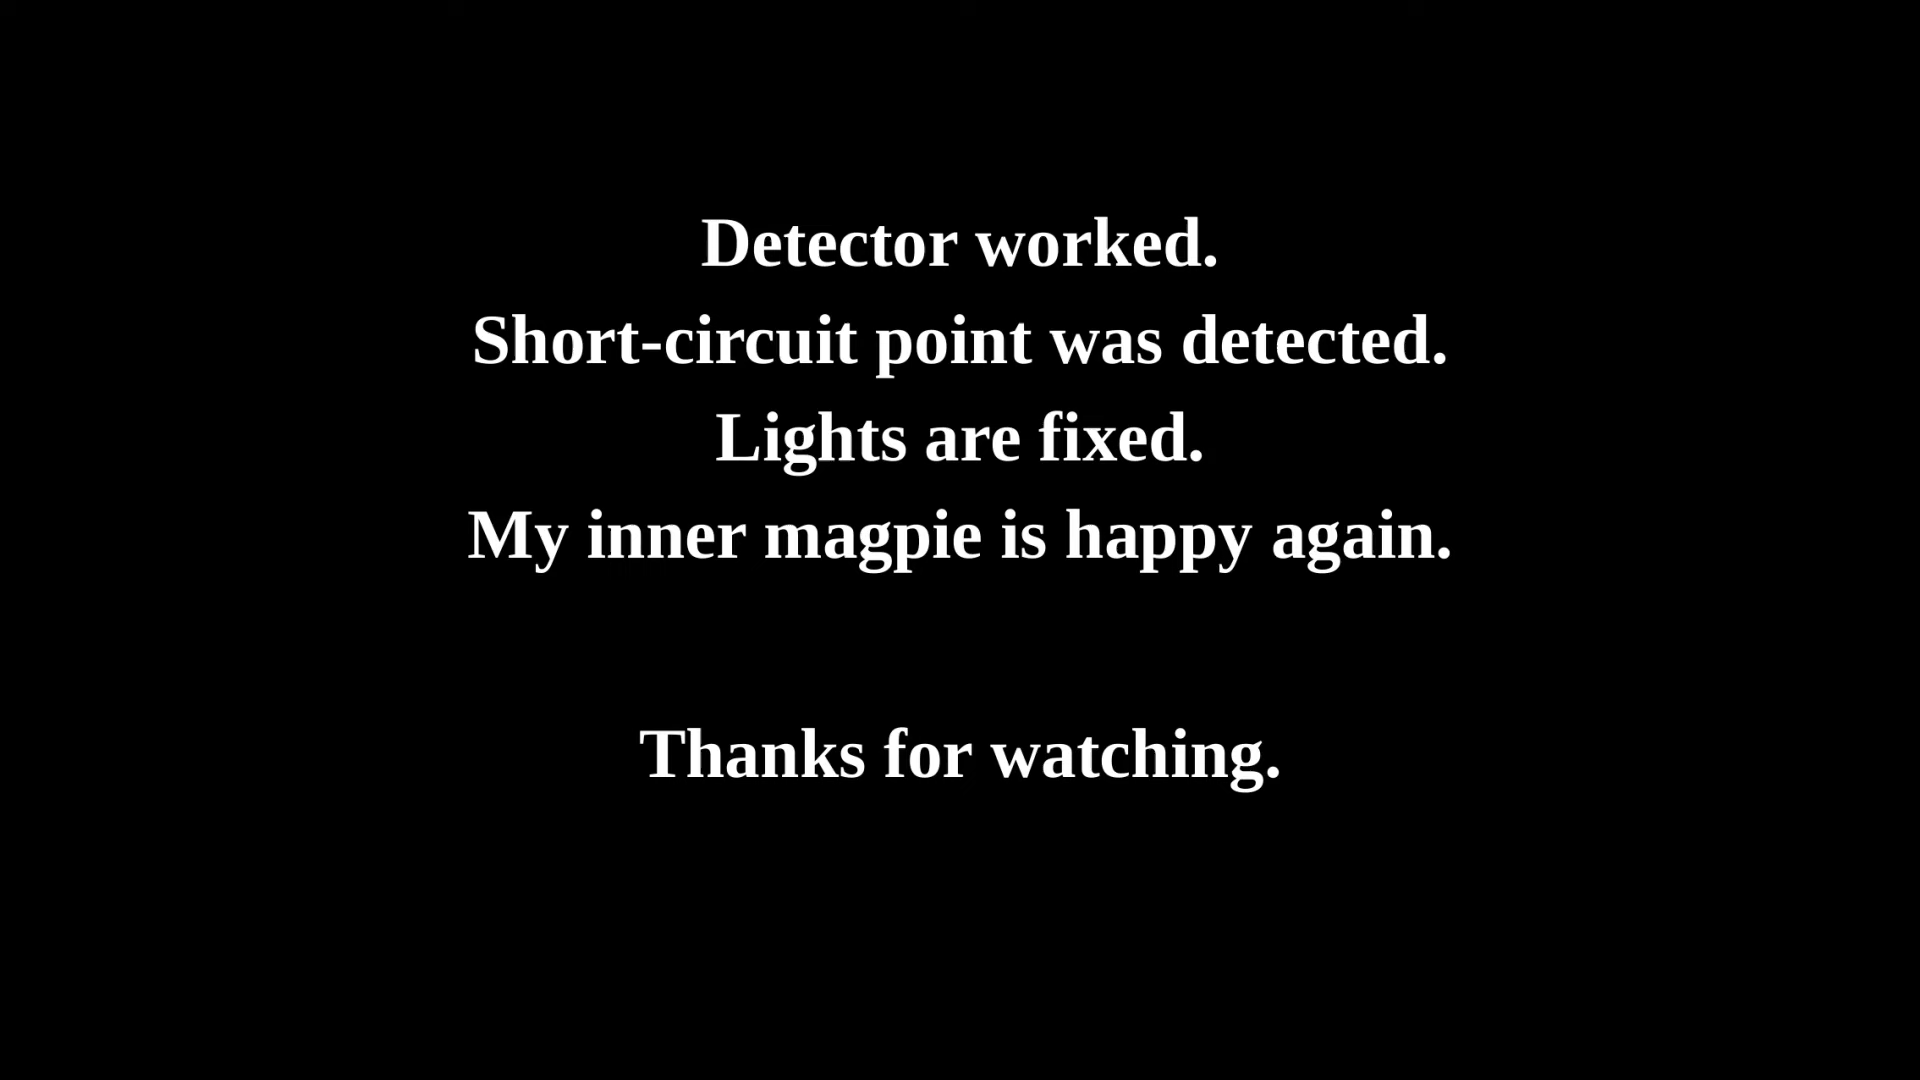 Detector worked.
Short-circuit point was detected.
Lights are fixed.
My inner magpie is happy again.
Thanks for watching.